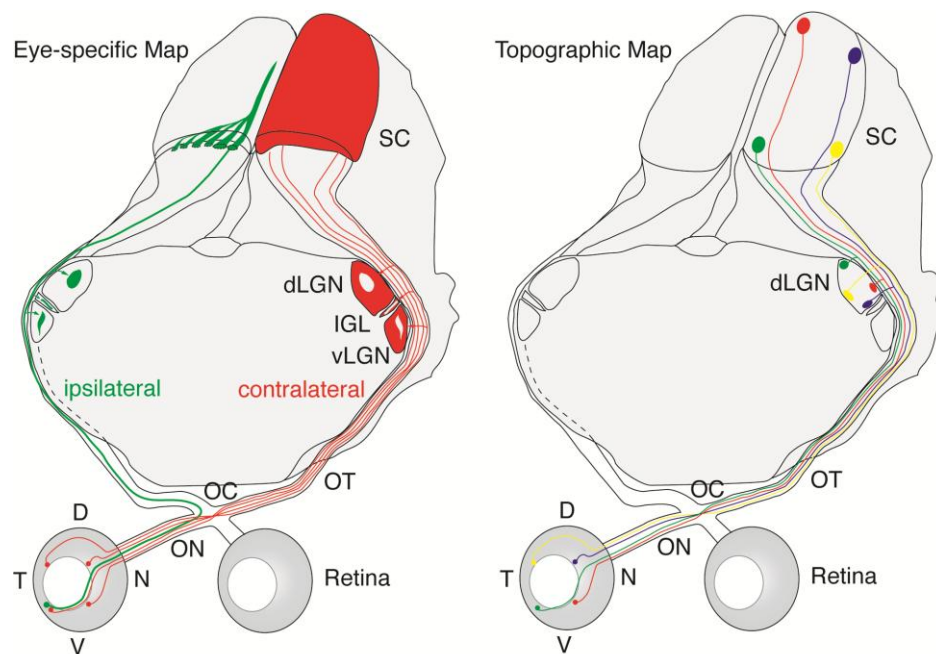 Eye-specific Map
SC
dLGN
IGL
vLGN
ipsilateral
contralateral
OC
OT
D
ON
T
N
Retina
V
Topographic Map
SC
dLGN
OC
OT
D
ON
T
N
Retina
V